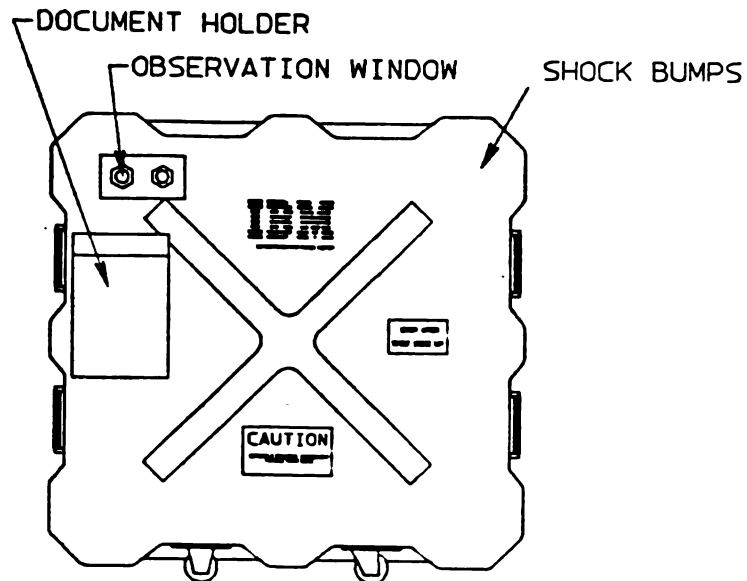 DOCUMENT HOLDER
OBSERVATION WINDOW
SHOCK BUMPS
IBM
CAUTION